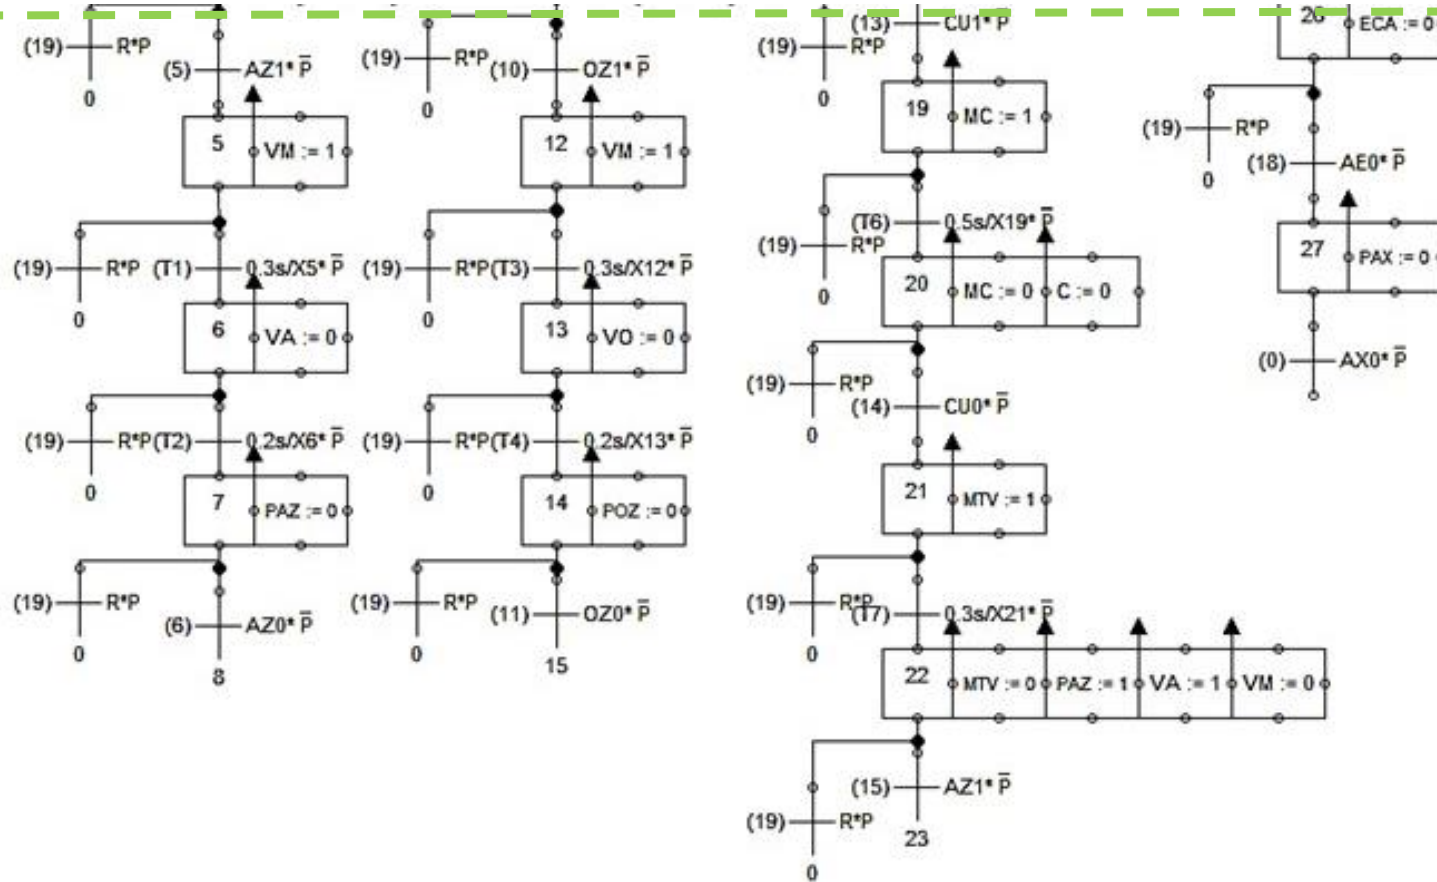 (19) R*P
0
(5) AZ1* P̅
5 VM := 1
(19) R*P
0
(T1) 0.3s/X5* P̅
6 VA := 0
(19) R*P
0
(T2) 0.2s/X6* P̅
7 PAZ := 0
(19) R*P
0
(6) AZ0* P̅
8
(19) R*P
0
(10) OZ1* P̅
12 VM := 1
(19) R*P
0
(T3) 0.3s/X12* P̅
13 VO := 0
(19) R*P
0
(T4) 0.2s/X13* P̅
14 POZ := 0
(19) R*P
0
(11) OZ0* P̅
15
(13) CU1* P̅
(19) R*P
0
19 MC := 1
(T6) 0.5s/X19* P̅
(19) R*P
0
20 MC := 0 C := 0
(19) R*P
0
(14) CU0* P̅
21 MTV := 1
(19) R*P
0
(T7) 0.3s/X21* P̅
22 MTV := 0 PAZ := 1 VA := 1 VM := 0
(15) AZ1* P̅
(19) R*P
0
23
26 ECA := 0
(19) R*P
0
(18) AE0* P̅
27 PAX := 0
(0) AX0* P̅